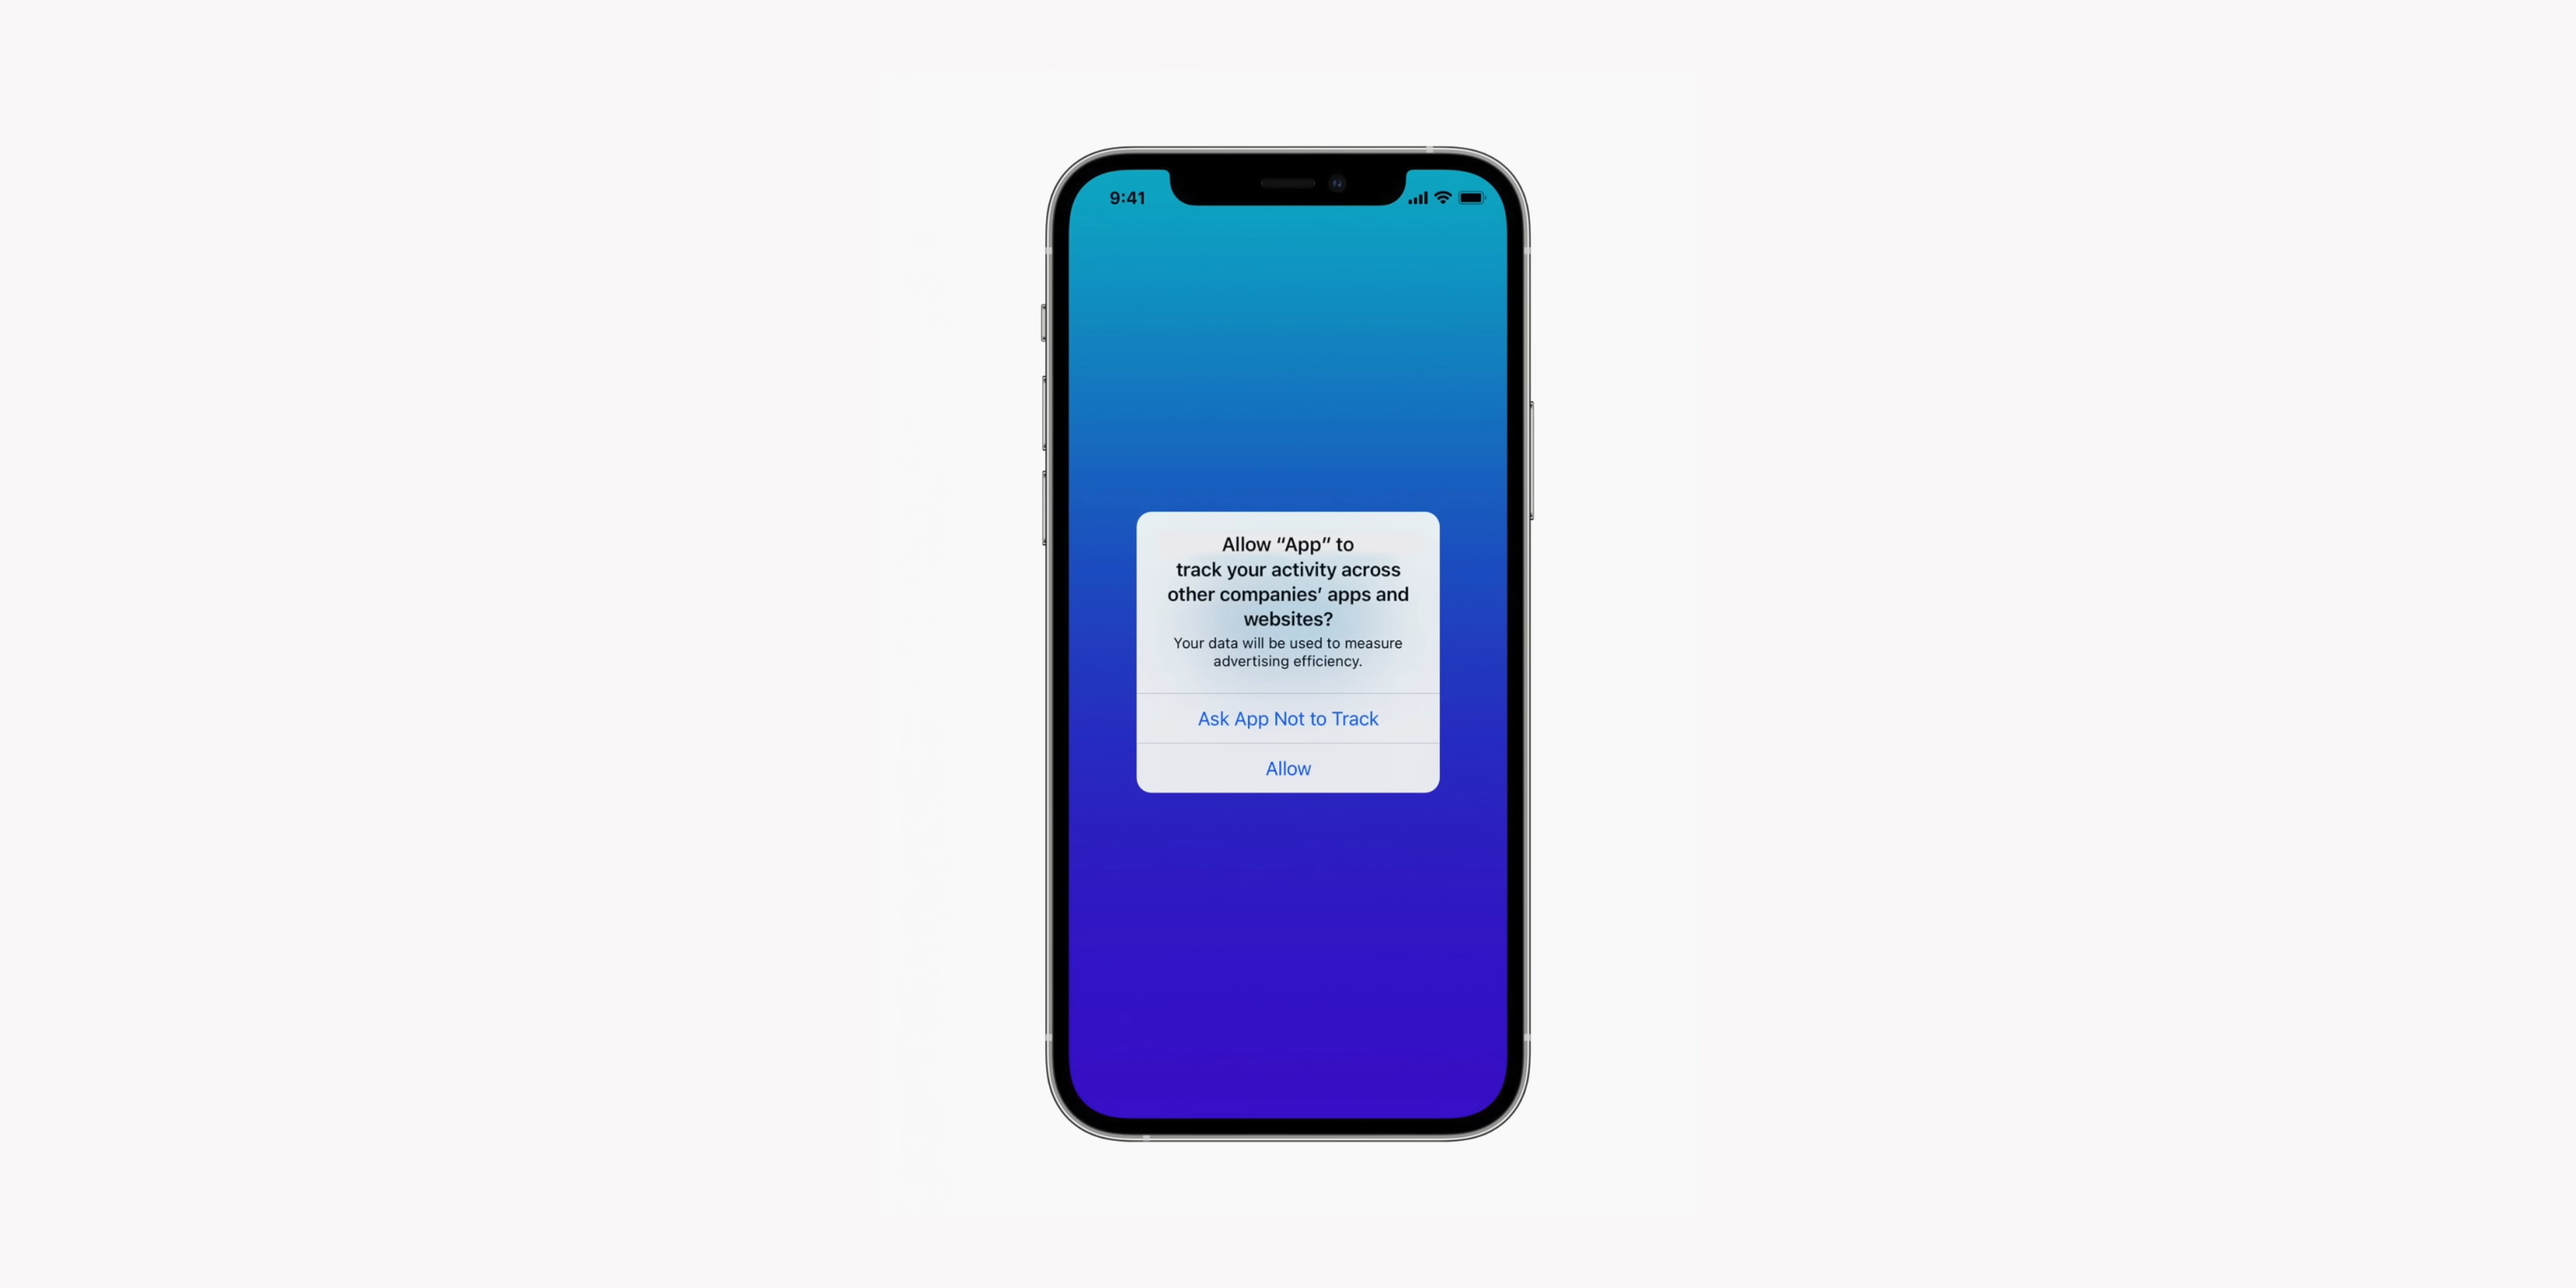 9:41
Allow “App” to
track your activity across
other companies’ apps and
websites?
Your data will be used to measure
advertising efficiency.
Ask App Not to Track
Allow